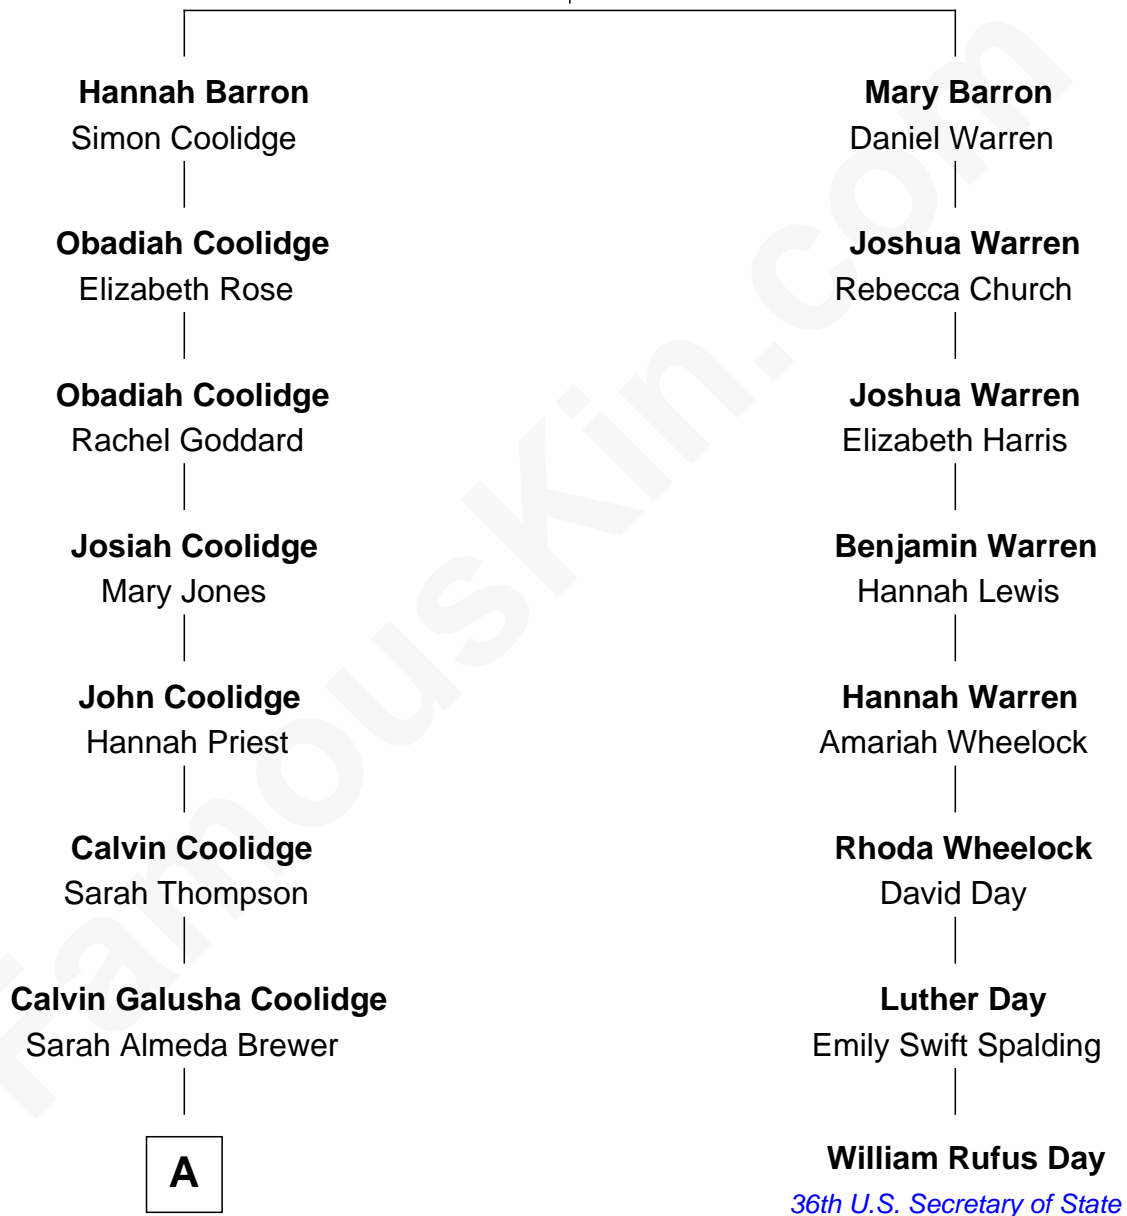 Hannah Barron
Simon Coolidge
Mary Barron
Daniel Warren
Obadiah Coolidge
Elizabeth Rose
Joshua Warren
Rebecca Church
Obadiah Coolidge
Rachel Goddard
Joshua Warren
Elizabeth Harris
Josiah Coolidge
Mary Jones
Benjamin Warren
Hannah Lewis
John Coolidge
Hannah Priest
Hannah Warren
Amariah Wheelock
Calvin Coolidge
Sarah Thompson
Rhoda Wheelock
David Day
Calvin Galusha Coolidge
Sarah Almeda Brewer
Luther Day
Emily Swift Spalding
A
William Rufus Day
36th U.S. Secretary of State
FamousKin.com